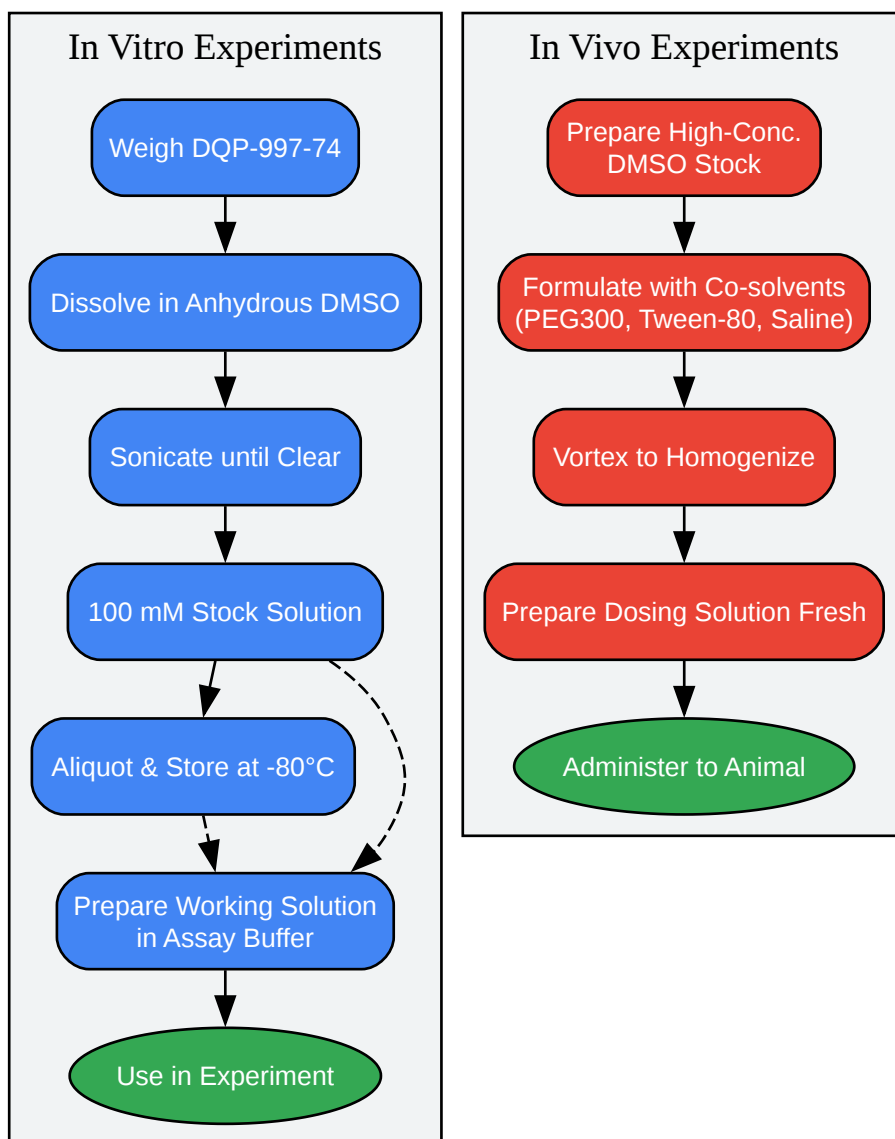 In Vitro Experiments
Weigh DQP-997-74
Dissolve in Anhydrous DMSO
Sonicate until Clear
100 mM Stock Solution
Aliquot & Store at -80°C
Prepare Working Solution
in Assay Buffer
Use in Experiment
In Vivo Experiments
Prepare High-Conc.
DMSO Stock
Formulate with Co-solvents
(PEG300, Tween-80, Saline)
Vortex to Homogenize
Prepare Dosing Solution Fresh
Administer to Animal